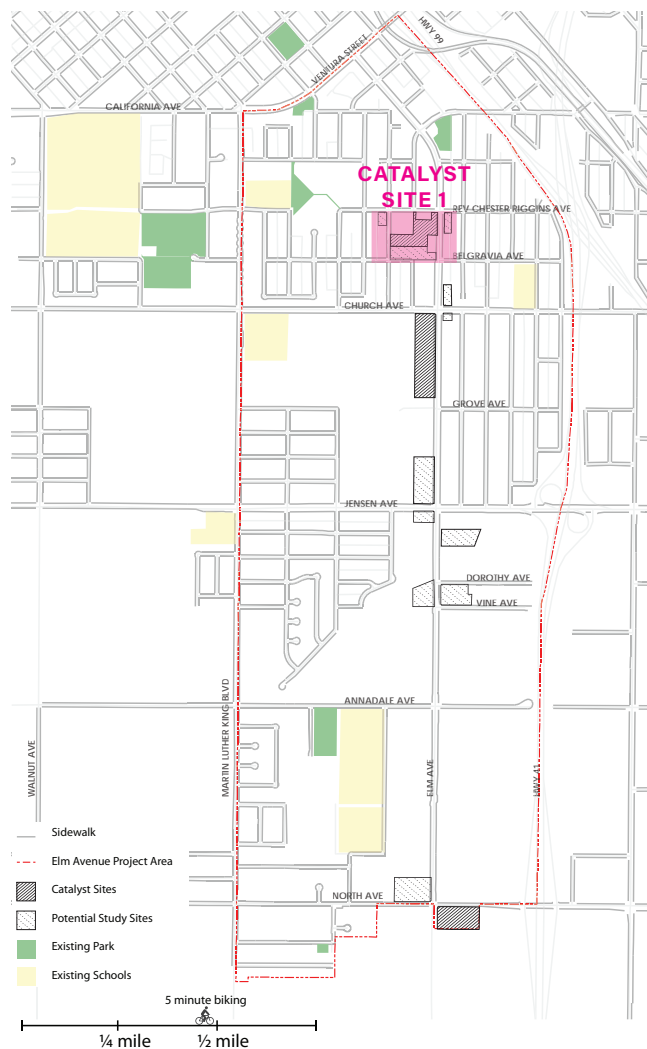 HWY 99
VENTURA STREET
CALIFORNIA AVE
CATALYST
SITE 1
REV CHESTER RIGGINS AVE
BELGRAVIA AVE
CHURCH AVE
GROVE AVE
JENSEN AVE
DOROTHY AVE
VINE AVE
ANNADALE AVE
WALNUT AVE
MARTIN LUTHER KING BLVD
ELM AVE
HWY 41
NORTH AVE
Sidewalk
Elm Avenue Project Area
Catalyst Sites
Potential Study Sites
Existing Park
Existing Schools
5 minute biking
¼ mile
½ mile